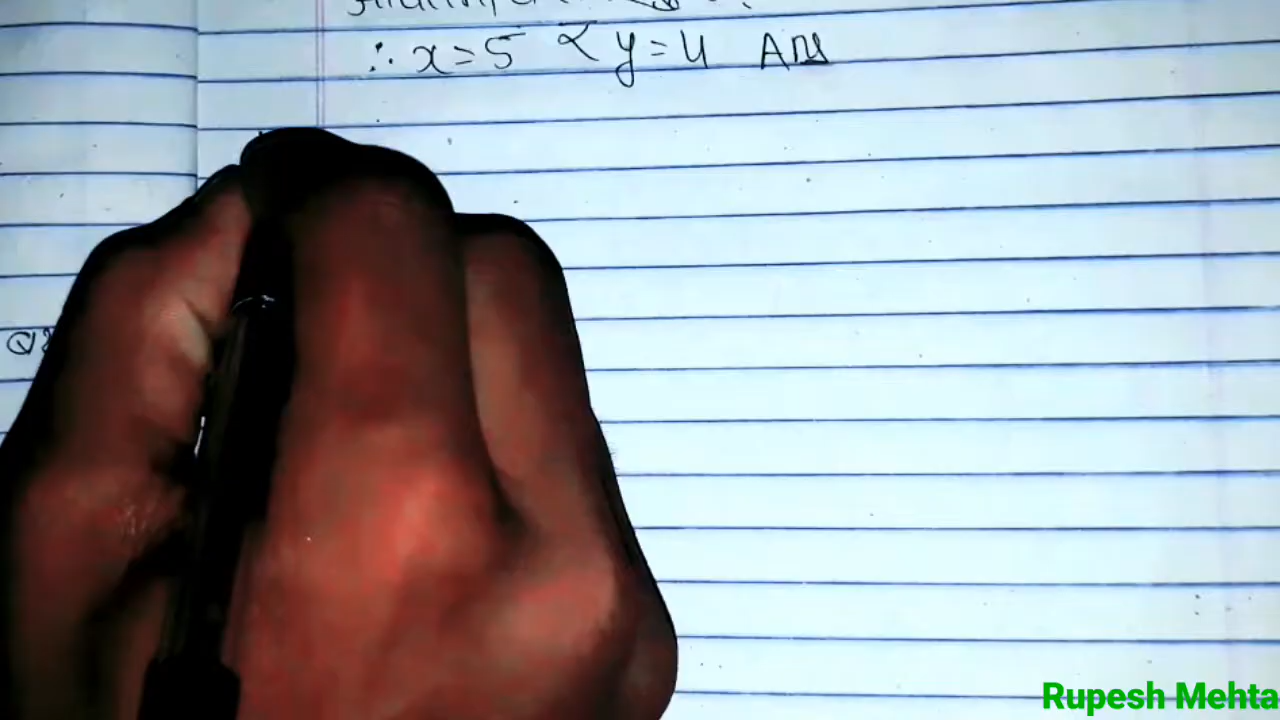 ∴ x = 5 & y = 4 Ans
Rupesh Mehta